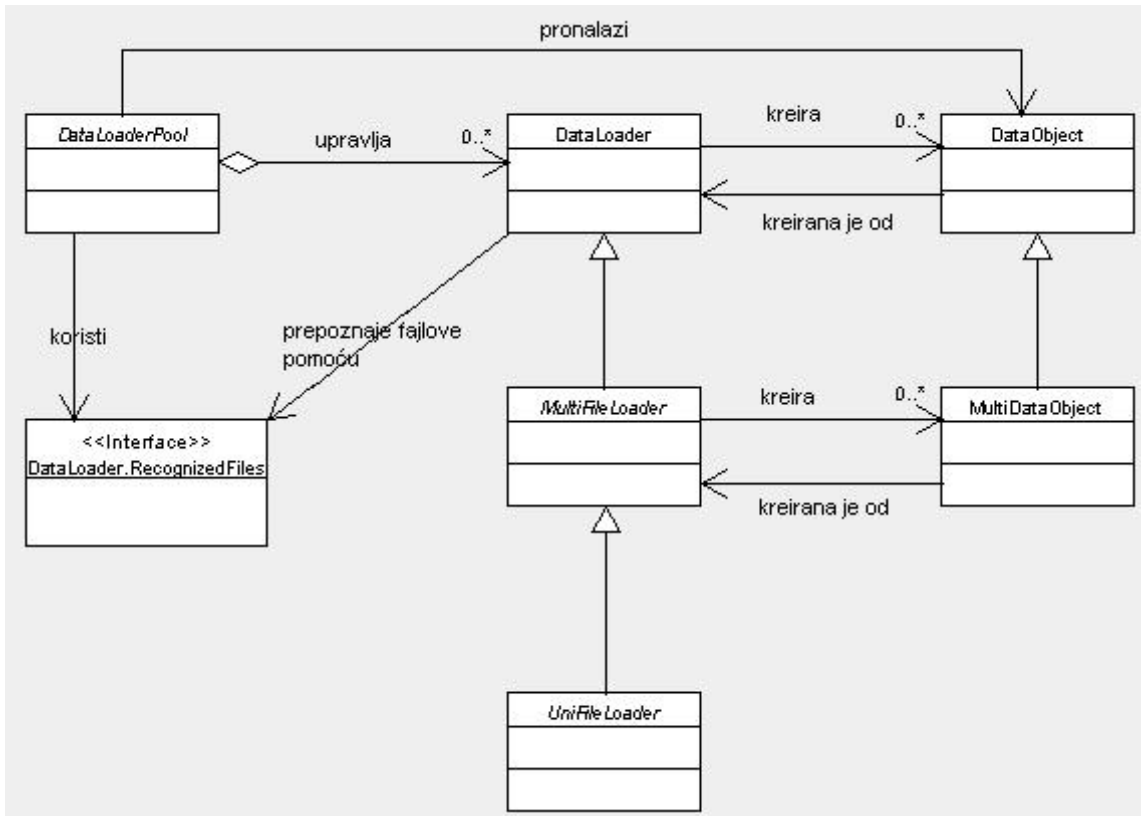 pronalazi
DataLoaderPool
upravlja
0..*
DataLoader
kreira
0..*
DataObject
kreirana je od
koristi
prepoznaje fajlove
pomoću
<<Interface>>
DataLoader.RecognizedFiles
MultiFileLoader
kreira
0..*
MultiDataObject
kreirana je od
UniFileLoader